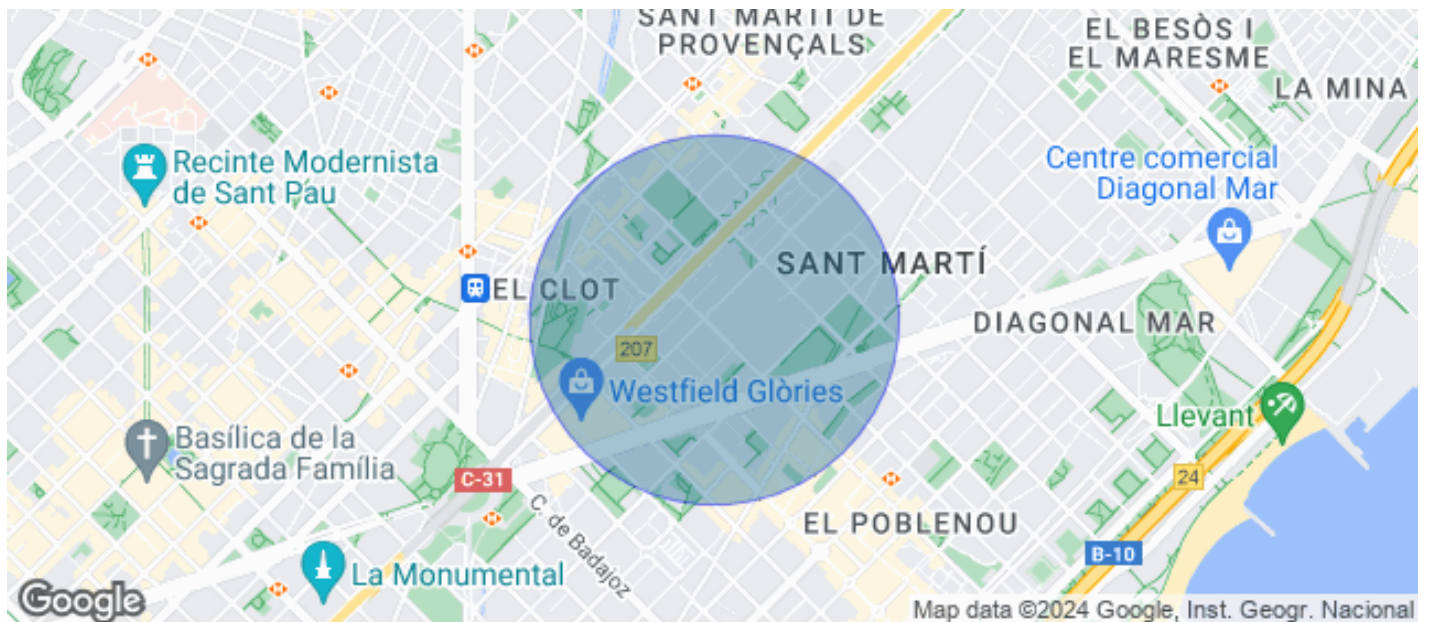 SANT MARTÍ DE
PROVENÇALS
EL BESÒS I
EL MARESME
LA MINA
Recinte Modernista
de Sant Pau
Centre comercial
Diagonal Mar
SANT MARTÍ
EL CLOT
DIAGONAL MAR
207
Westfield Glòries
Llevant
Basílica de la
Sagrada Família
C-31
24
C. de Badajoz
EL POBLENOU
B-10
La Monumental
Google
Map data ©2024 Google, Inst. Geogr. Nacional